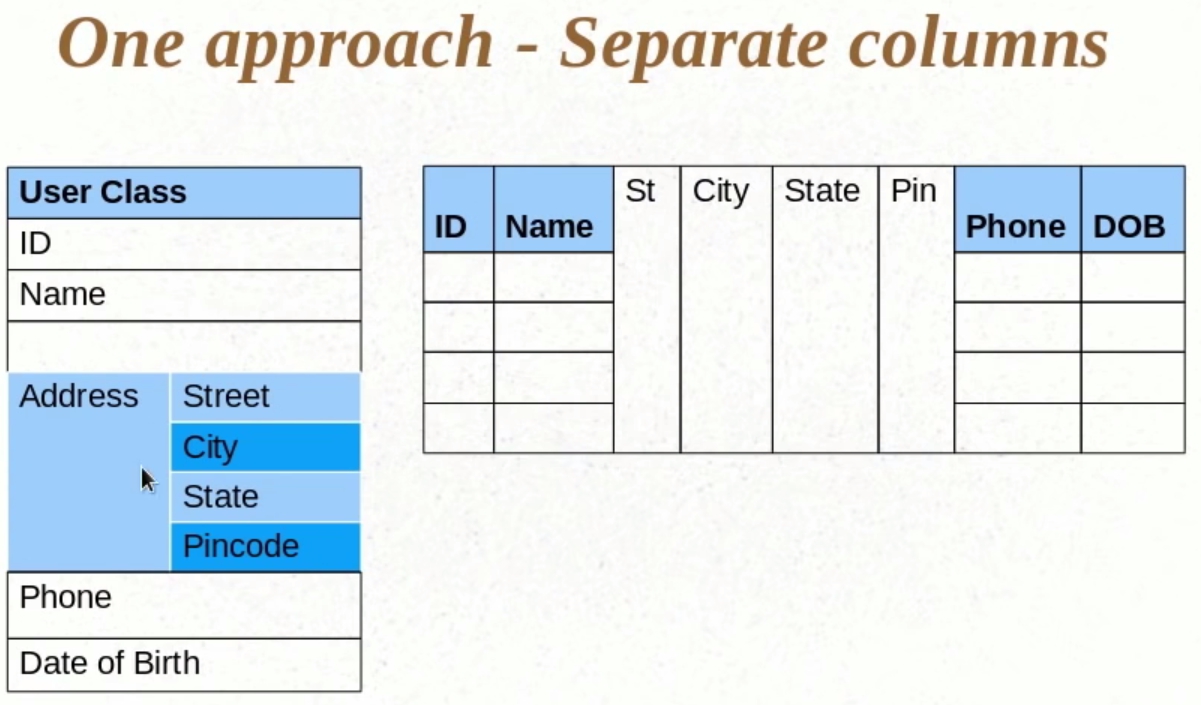 One approach - Separate columns
User Class
ID
Name
Address Street
City
State
Pincode
Phone
Date of Birth
ID Name St City State Pin Phone DOB